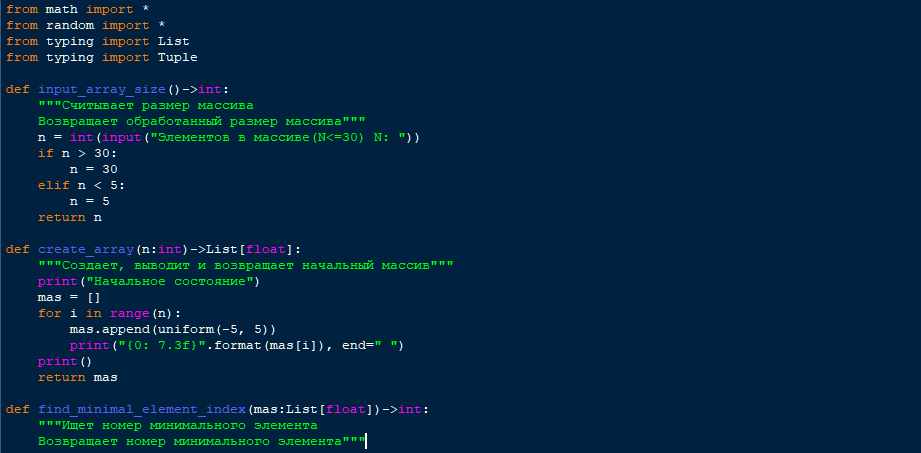 from math import *
from random import *
from typing import List
from typing import Tuple
def input_array_size()->int:
"""Считывает размер массива
Возвращает обработанный размер массива"""
n = int(input("Элементов в массиве(N<=30) N: "))
if n > 30:
n = 30
elif n < 5:
n = 5
return n
def create_array(n:int)->List[float]:
"""Создает, выводит и возвращает начальный массив"""
print("Начальное состояние")
mas = []
for i in range(n):
mas.append(uniform(-5, 5))
print("{0: 7.3f}".format(mas[i]), end=" ")
print()
return mas
def find_minimal_element_index(mas:List[float])->int:
"""Ищет номер минимального элемента
Возвращает номер минимального элемента"""